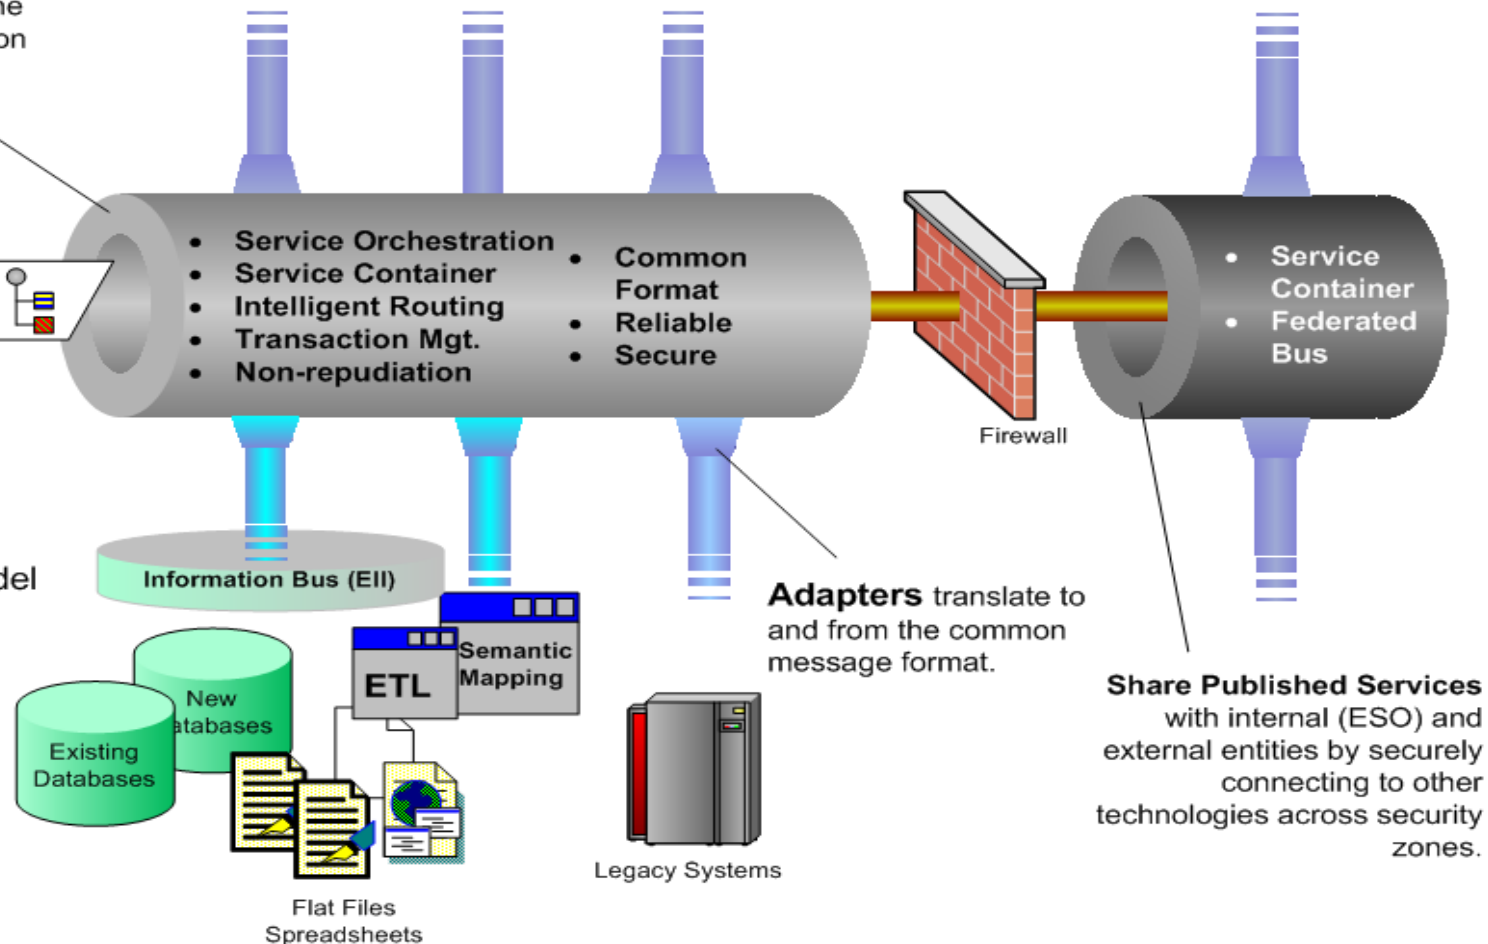 Service Orchestration
Service Container
Intelligent Routing
Transaction Mgt.
Non-repudiation
Common
Format
Reliable
Secure
Firewall
Service
Container
Federated
Bus
Information Bus (EII)
Adapters translate to
and from the common
message format.
Semantic
Mapping
ETL
New
Existing
Databases
Share Published Services
with internal (ESO) and
external entities by securely
connecting to other
technologies across security
zones.
Legacy Systems
Flat Files
Spreadsheets